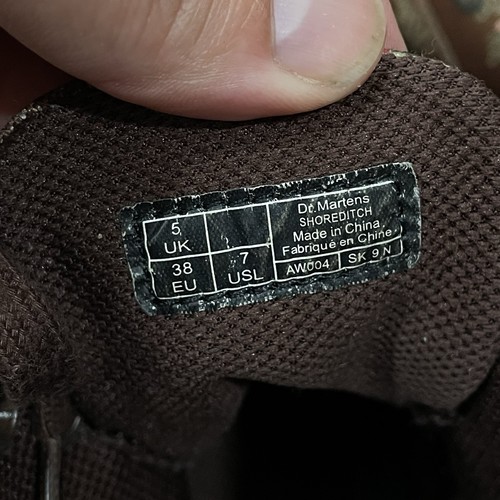 5
UK
38
EU
7
USL
Dr.Martens
SHOREDITCH
Made in China
Fabriqué en Chine
AW004
SK 9 N